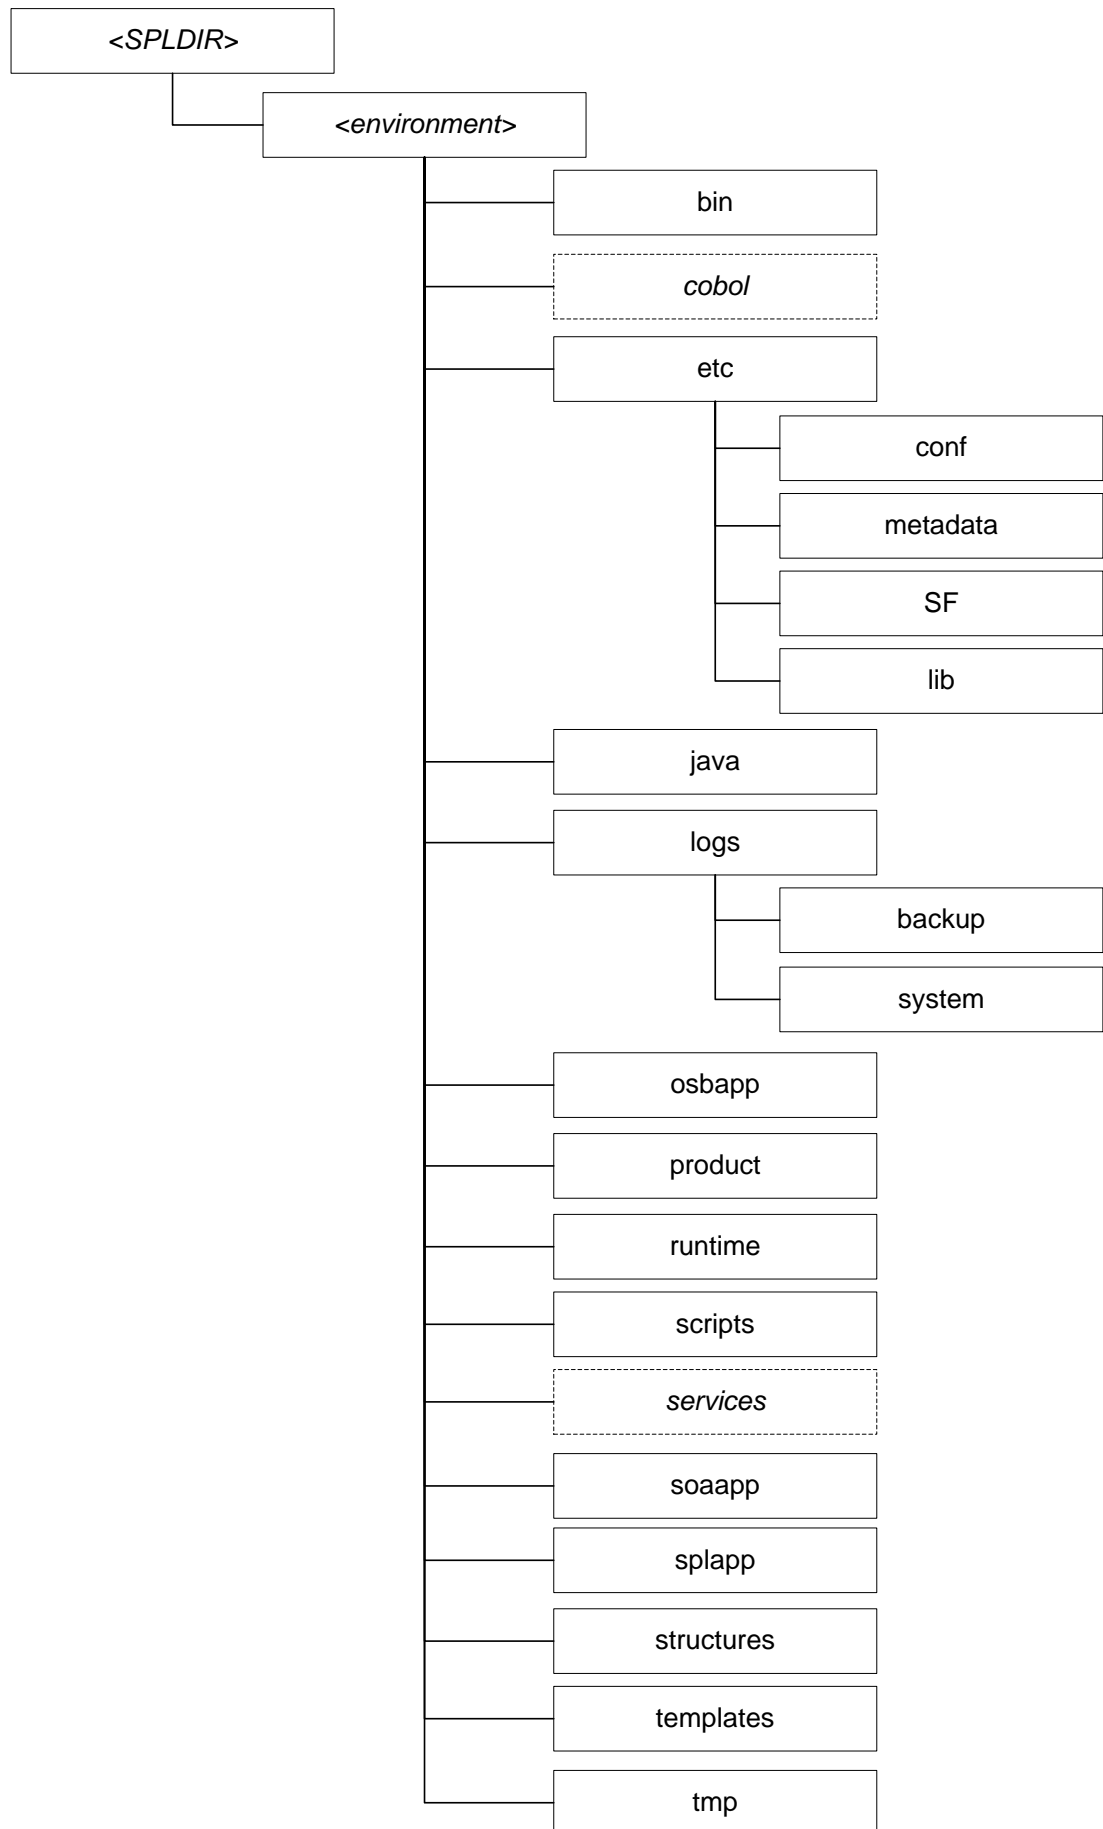 <SPLDIR>
<environment>
bin
cobol
etc
conf
metadata
SF
lib
java
logs
backup
system
osbapp
product
runtime
scripts
services
soaapp
splapp
structures
templates
tmp